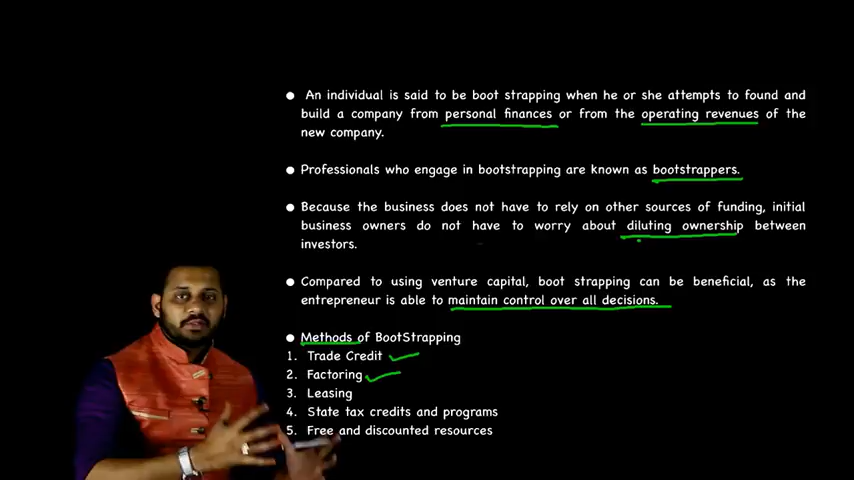 ● An individual is said to be boot strapping when he or she attempts to found and
build a company from personal finances or from the operating revenues of the
new company.
● Professionals who engage in bootstrapping are known as bootstrappers.
● Because the business does not have to rely on other sources of funding, initial
business owners do not have to worry about diluting ownership between
investors.
● Compared to using venture capital, boot strapping can be beneficial, as the
entrepreneur is able to maintain control over all decisions.
● Methods of BootStrapping
1. Trade Credit
2. Factoring
3. Leasing
4. State tax credits and programs
5. Free and discounted resources